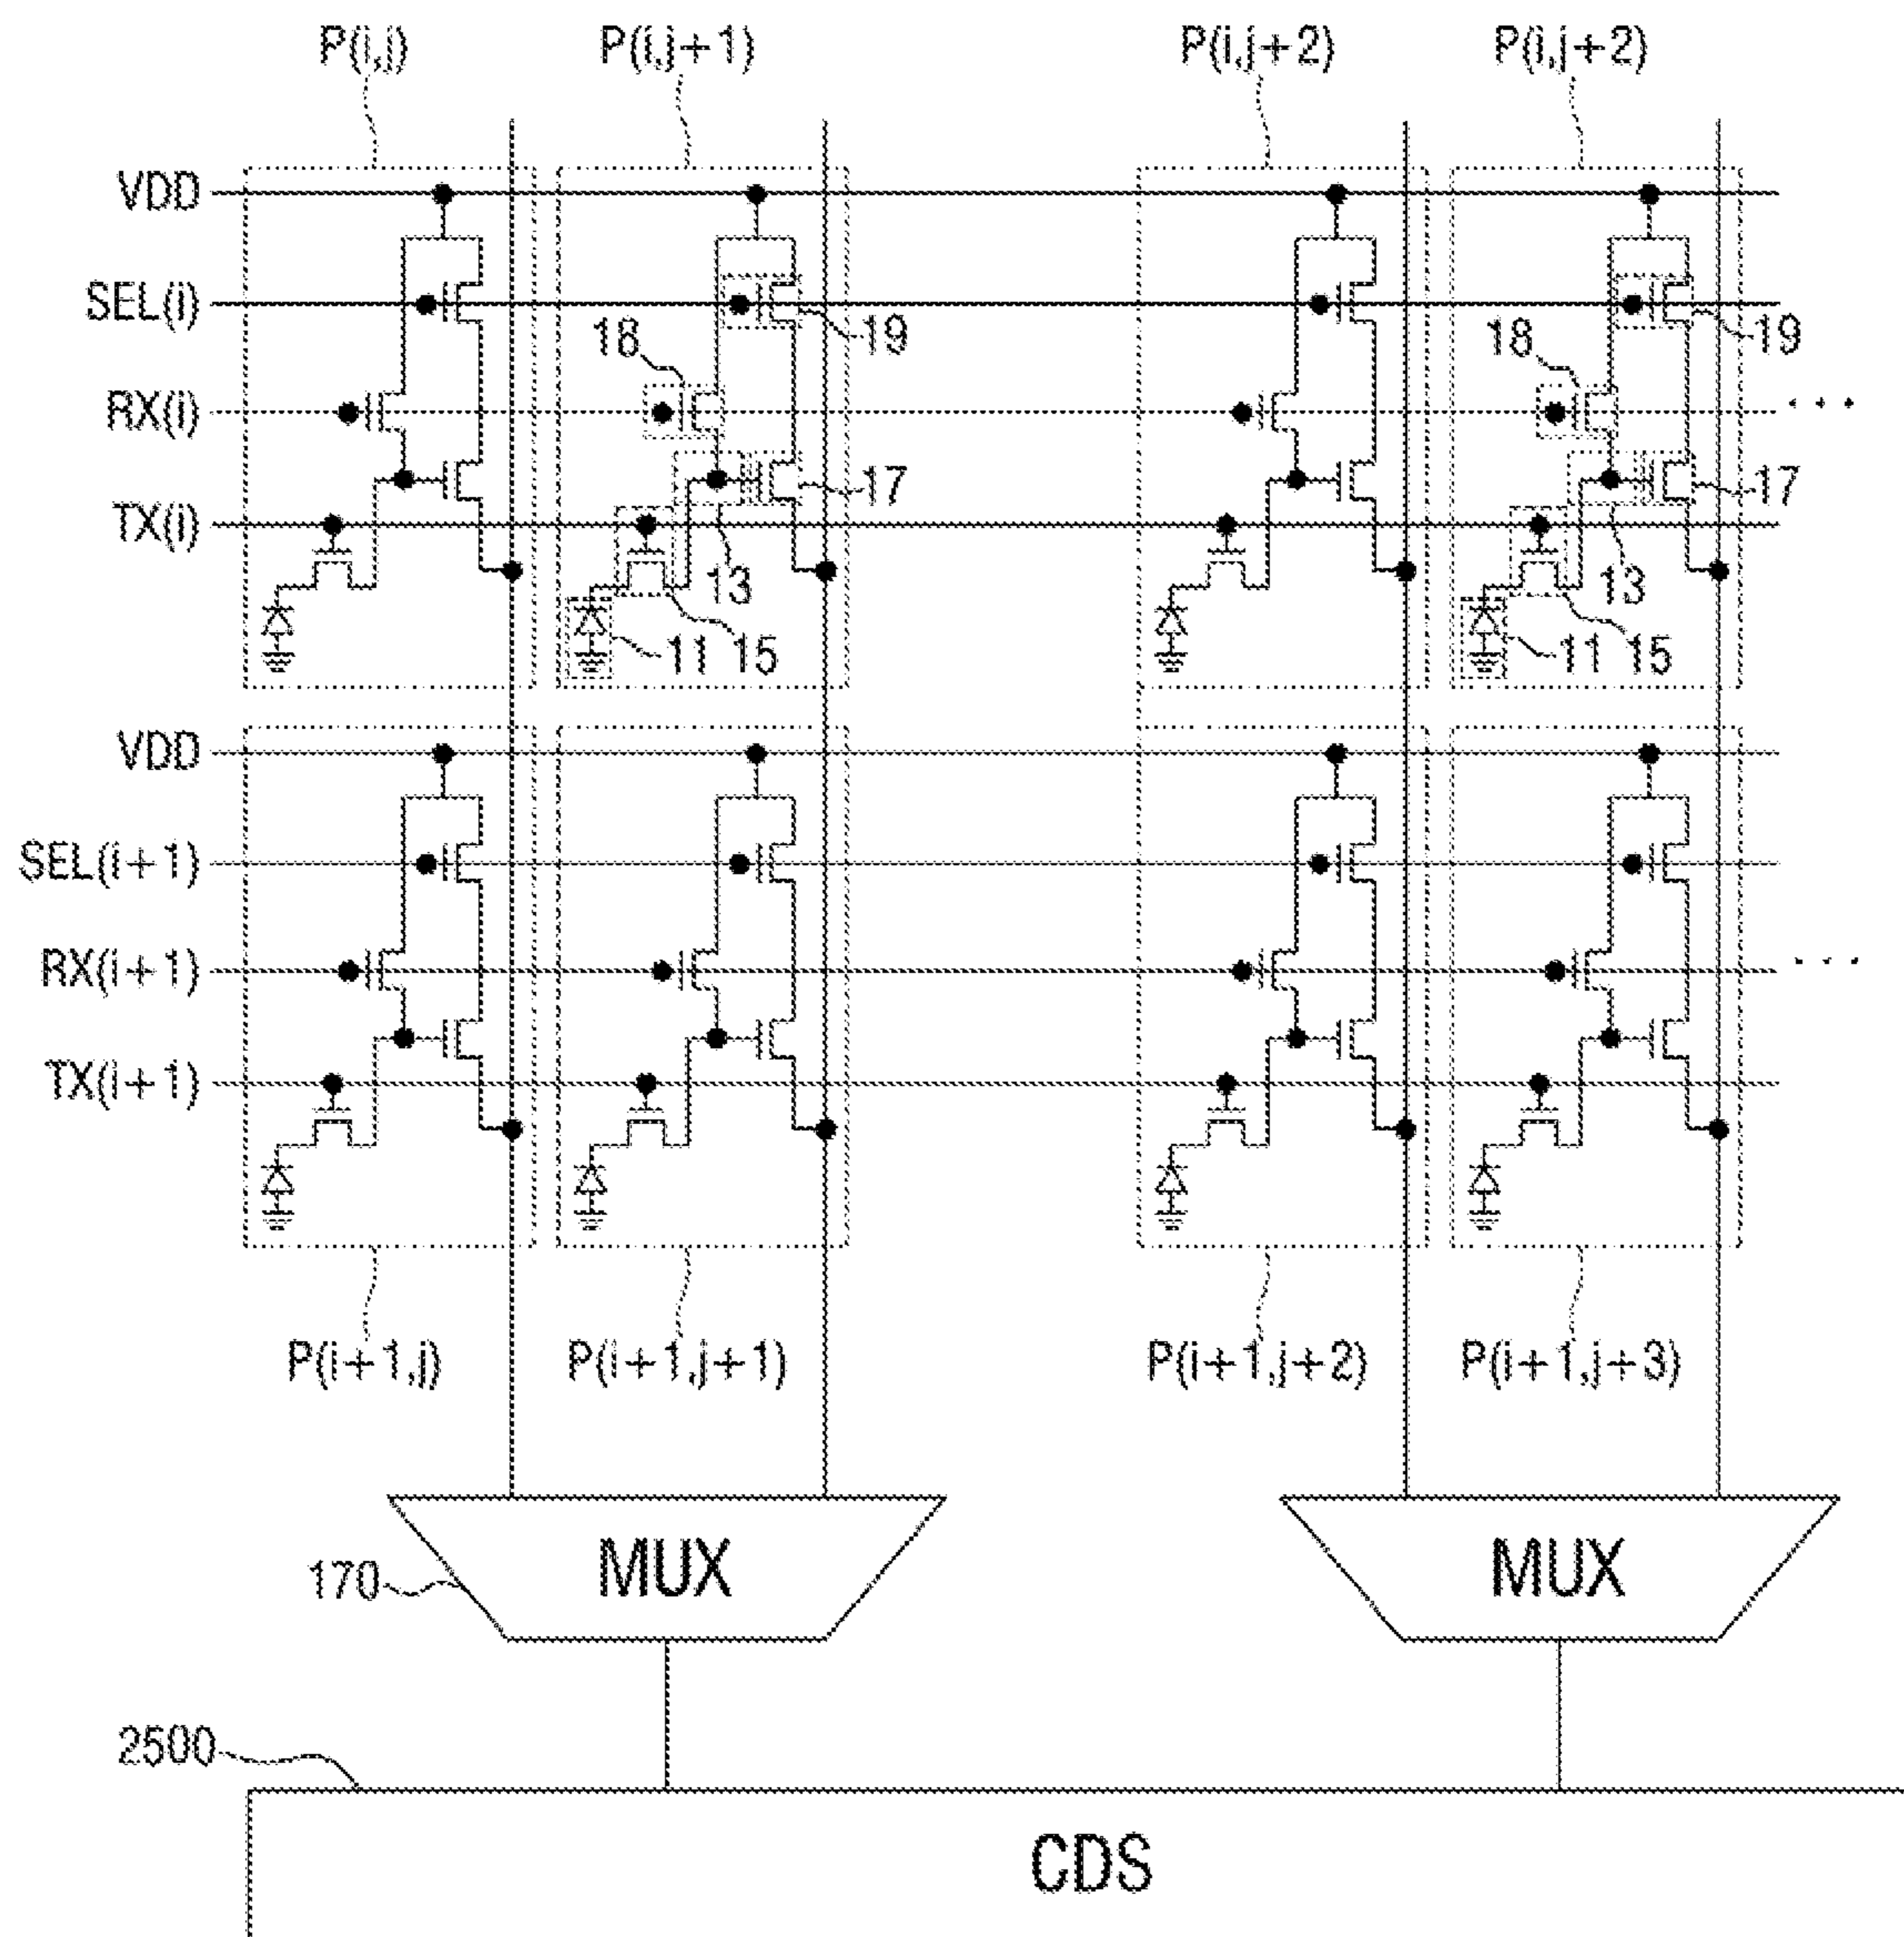 P(i,j) P(i,j+1) P(i,j+2) P(i,j+2)
VDD
SEL(i)
18 19 18 19
RX(i) . . .
17 17
TX(i)
13 13
11 15 11 15
VDD
SEL(i+1)
RX(i+1) . . .
TX(i+1)
P(i+1,j) P(i+1,j+1) P(i+1,j+2) P(i+1,j+3)
170 MUX MUX
2500
CDS